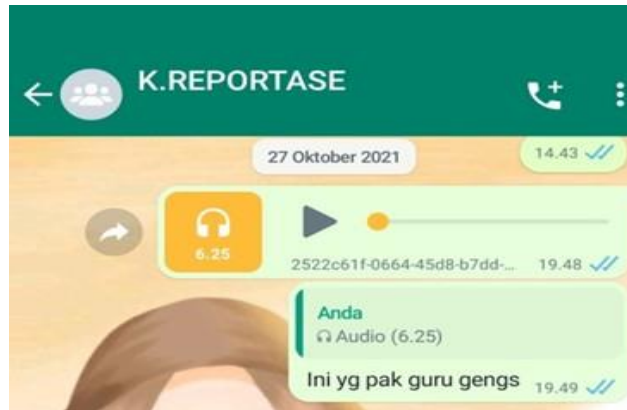 K.REPORTASE
27 Oktober 2021
14.43
6.25
2522c61f-0664-45d8-b7dd-...
19.48
Anda
Audio (6.25)
Ini yg pak guru gengs
19.49